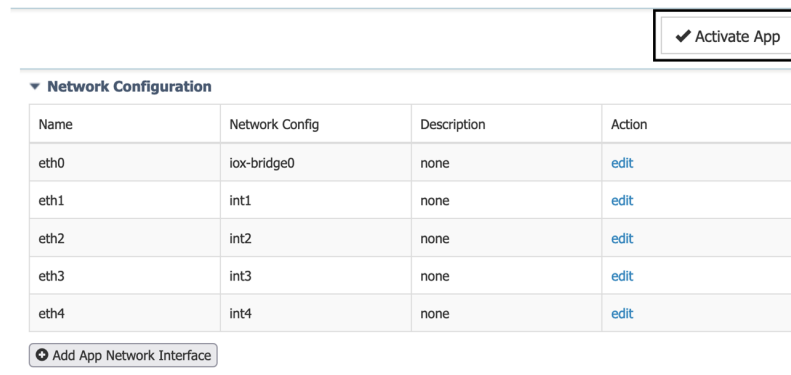 Activate App
Network Configuration
Name Network Config Description Action
eth0 iox-bridge0 none edit
eth1 int1 none edit
eth2 int2 none edit
eth3 int3 none edit
eth4 int4 none edit
Add App Network Interface